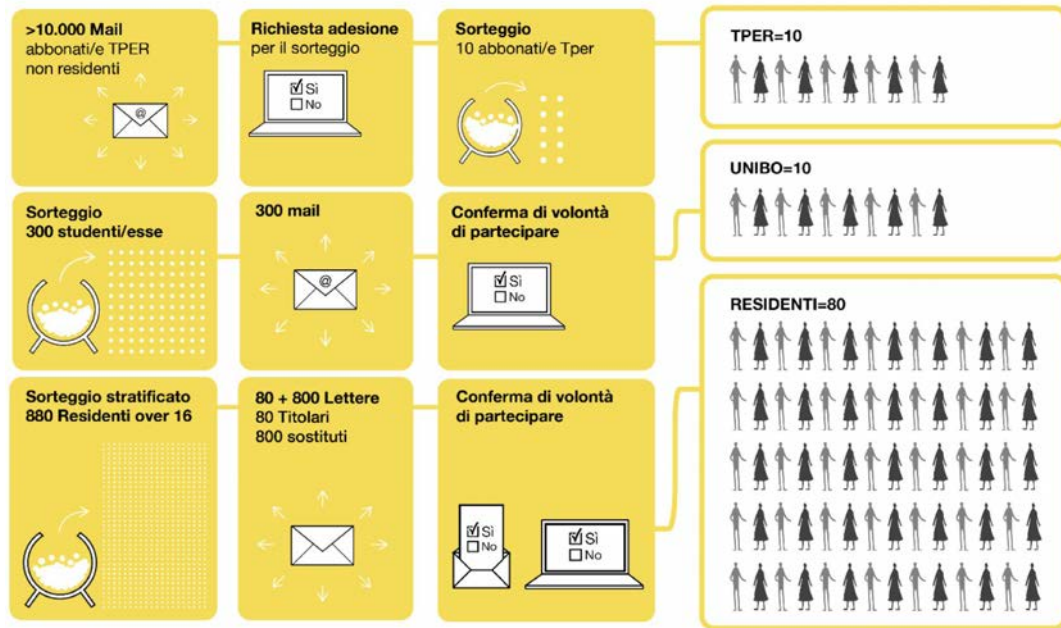 >10.000 Mail
abbonati/e TPER
non residenti
@
Richiesta adesione
per il sorteggio
Sì
No
Sorteggio
10 abbonati/e Tper
TPER=10
Sorteggio
300 studenti/esse
300 mail
@
Conferma di volontà
di partecipare
Sì
No
UNIBO=10
Sorteggio stratificato
880 Residenti over 16
80 + 800 Lettere
80 Titolari
800 sostituti
Conferma di volontà
di partecipare
Sì
No
Sì
No
RESIDENTI=80